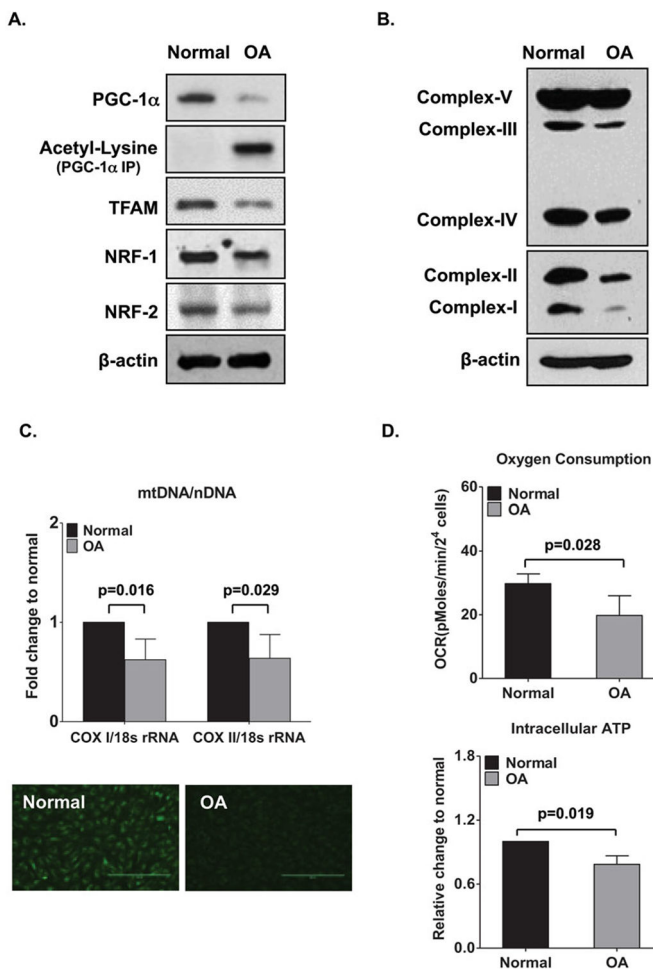 A.
Normal OA
PGC-1α
Acetyl-Lysine
(PGC-1α IP)
TFAM
NRF-1
NRF-2
β-actin
B.
Normal OA
Complex-V
Complex-III
Complex-IV
Complex-II
Complex-I
β-actin
C.
mtDNA/nDNA
Fold change to normal
2
1
0
Normal
OA
p=0.016
p=0.029
COX I/18s rRNA
COX II/18s rRNA
Normal
OA
D.
Oxygen Consumption
OCR(pMoles/min/2⁴ cells)
60
40
20
0
Normal
OA
p=0.028
Normal
OA
Intracellular ATP
Relative change to normal
1.8
1.2
0.6
0.0
Normal
OA
p=0.019
Normal
OA